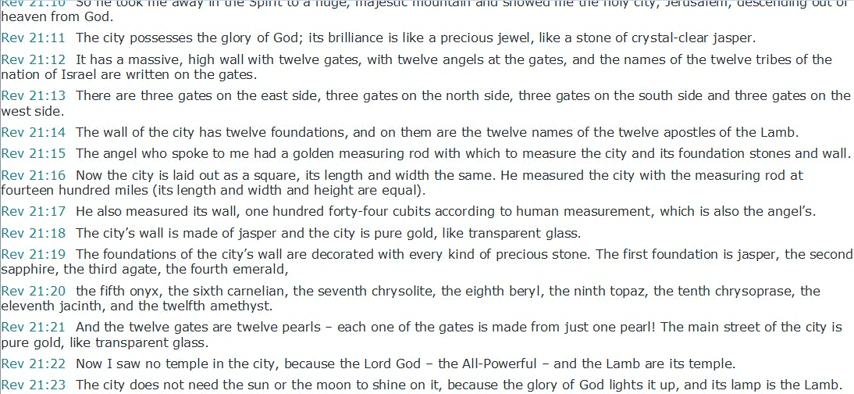 Rev 21:10 So he took me away in the Spirit to a huge, majestic mountain and showed me the holy city, Jerusalem, descending out of
heaven from God.
Rev 21:11 The city possesses the glory of God; its brilliance is like a precious jewel, like a stone of crystal-clear jasper.
Rev 21:12 It has a massive, high wall with twelve gates, with twelve angels at the gates, and the names of the twelve tribes of the
nation of Israel are written on the gates.
Rev 21:13 There are three gates on the east side, three gates on the north side, three gates on the south side and three gates on the
west side.
Rev 21:14 The wall of the city has twelve foundations, and on them are the twelve names of the twelve apostles of the Lamb.
Rev 21:15 The angel who spoke to me had a golden measuring rod with which to measure the city and its foundation stones and wall.
Rev 21:16 Now the city is laid out as a square, its length and width the same. He measured the city with the measuring rod at
fourteen hundred miles (its length and width and height are equal).
Rev 21:17 He also measured its wall, one hundred forty-four cubits according to human measurement, which is also the angel’s.
Rev 21:18 The city’s wall is made of jasper and the city is pure gold, like transparent glass.
Rev 21:19 The foundations of the city’s wall are decorated with every kind of precious stone. The first foundation is jasper, the second
sapphire, the third agate, the fourth emerald,
Rev 21:20 the fifth onyx, the sixth carnelian, the seventh chrysolite, the eighth beryl, the ninth topaz, the tenth chrysoprase, the
eleventh jacinth, and the twelfth amethyst.
Rev 21:21 And the twelve gates are twelve pearls – each one of the gates is made from just one pearl! The main street of the city is
pure gold, like transparent glass.
Rev 21:22 Now I saw no temple in the city, because the Lord God – the All-Powerful – and the Lamb are its temple.
Rev 21:23 The city does not need the sun or the moon to shine on it, because the glory of God lights it up, and its lamp is the Lamb.